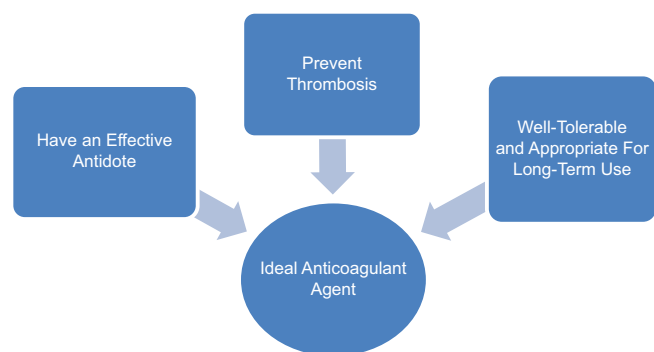 Prevent
Thrombosis
Have an Effective
Antidote
Well-Tolerable
and Appropriate For
Long-Term Use
Ideal Anticoagulant
Agent